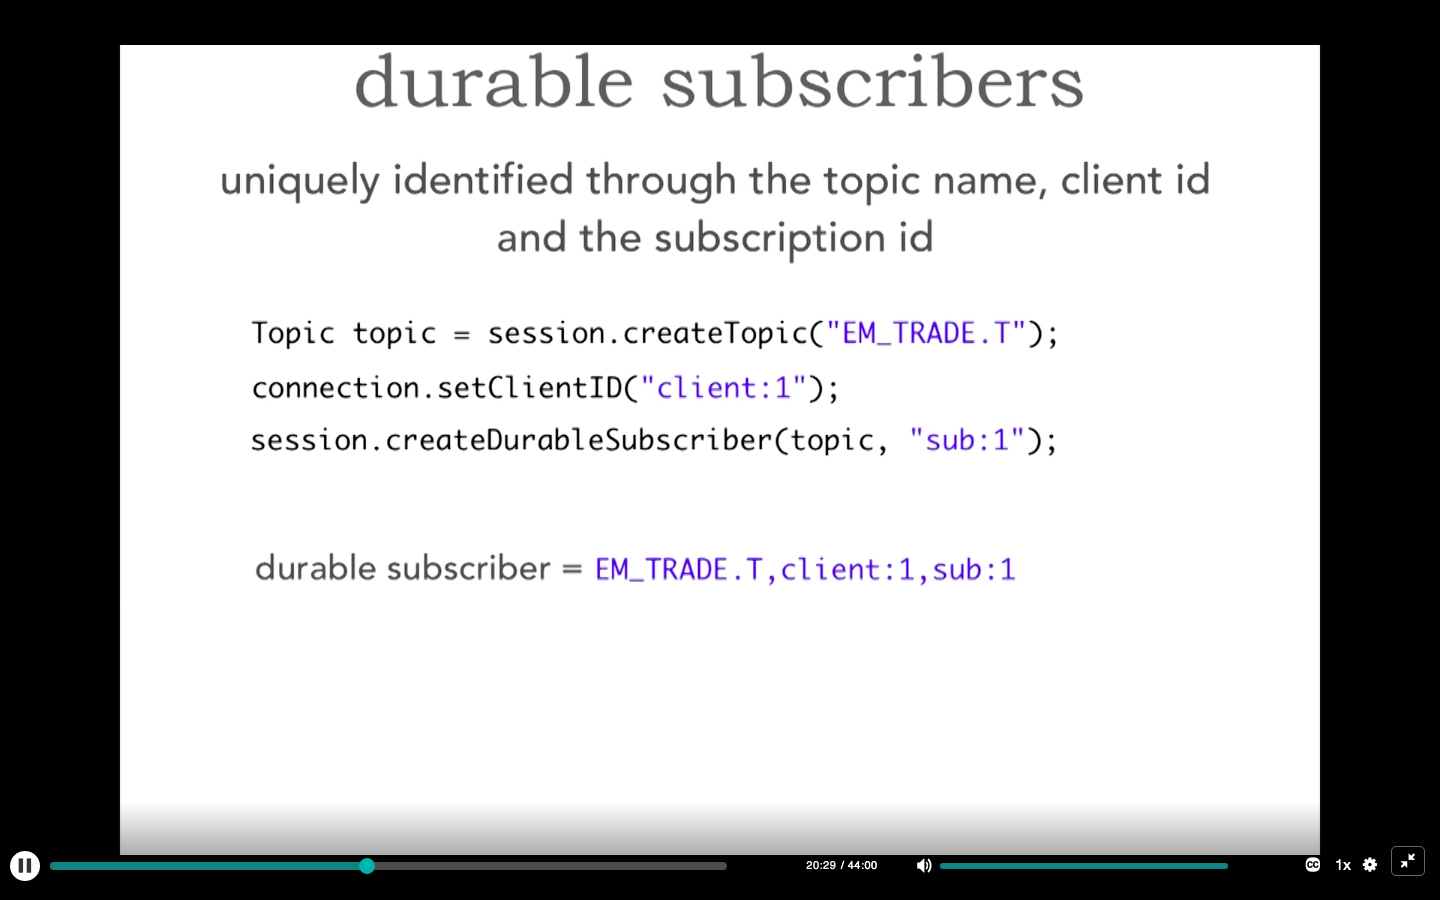 durable subscribers
uniquely identified through the topic name, client id
and the subscription id
Topic topic = session.createTopic("EM_TRADE.T");
connection.setClientID("client:1");
session.createDurableSubscriber(topic, "sub:1");
durable subscriber = EM_TRADE.T,client:1,sub:1
20:29 / 44:00
CC
1x